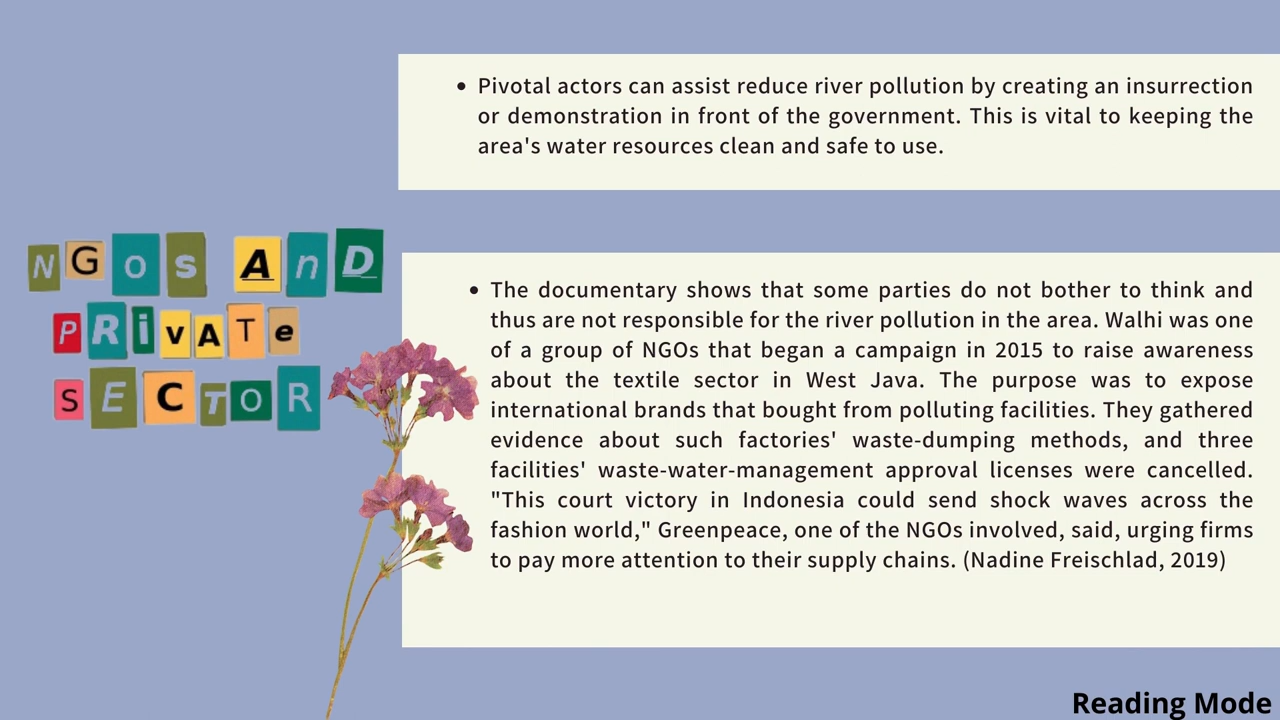 NGos AnD
PRivATe
SECToR
• Pivotal actors can assist reduce river pollution by creating an insurrection
or demonstration in front of the government. This is vital to keeping the
area's water resources clean and safe to use.
• The documentary shows that some parties do not bother to think and
thus are not responsible for the river pollution in the area. Walhi was one
of a group of NGOs that began a campaign in 2015 to raise awareness
about the textile sector in West Java. The purpose was to expose
international brands that bought from polluting facilities. They gathered
evidence about such factories' waste-dumping methods, and three
facilities' waste-water-management approval licenses were cancelled.
"This court victory in Indonesia could send shock waves across the
fashion world," Greenpeace, one of the NGOs involved, said, urging firms
to pay more attention to their supply chains. (Nadine Freischlad, 2019)
Reading Mode